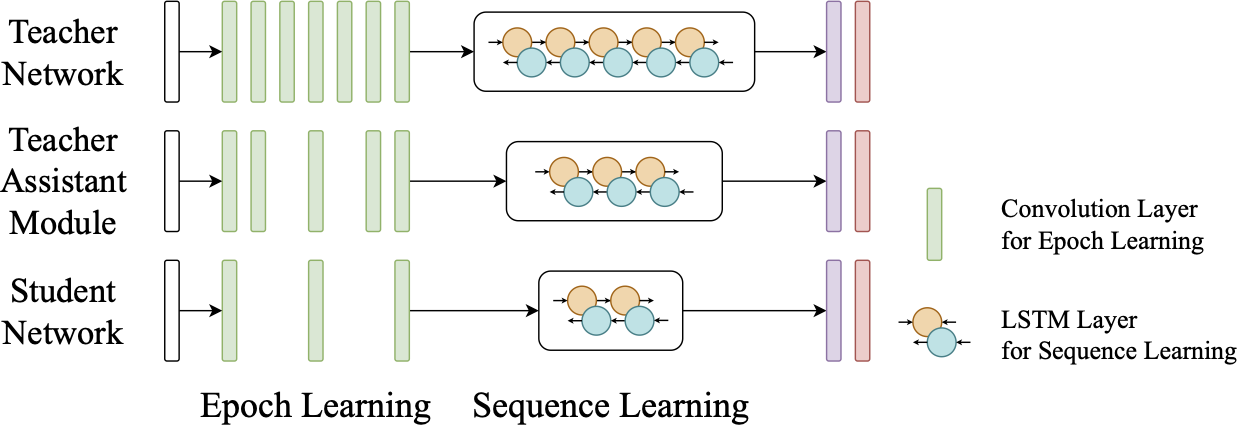 Teacher
Network
Teacher
Assistant
Module
Student
Network
Convolution Layer
for Epoch Learning
LSTM Layer
for Sequence Learning
Epoch Learning
Sequence Learning